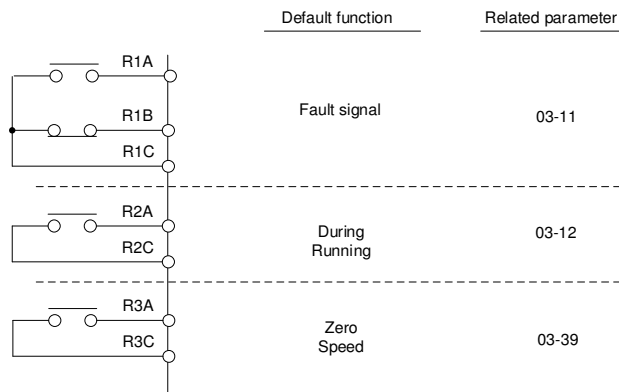 Default function Related parameter
R1A
R1B
R1C
Fault signal
03-11
R2A
R2C
During
Running
03-12
R3A
R3C
Zero
Speed
03-39